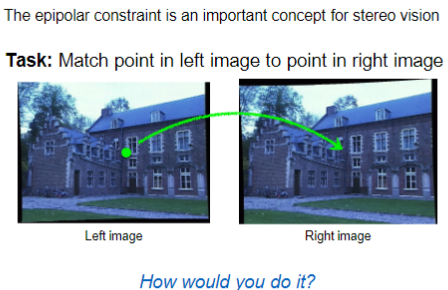 The epipolar constraint is an important concept for stereo vision
Task: Match point in left image to point in right image
Left image
Right image
How would you do it?